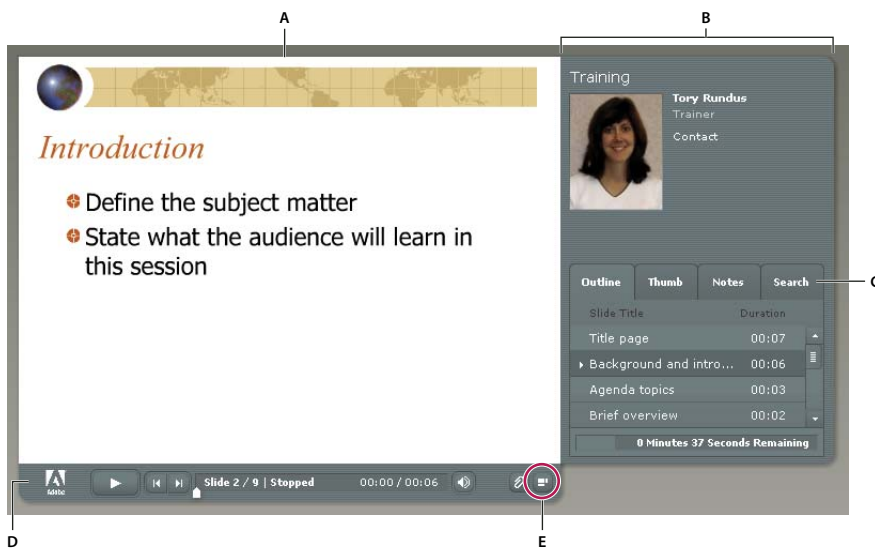 A
B
Introduction
Define the subject matter
State what the audience will learn in
this session
Training
Tory Rundus
Trainer
Contact
Outline Thumb Notes Search
C
Slide Title Duration
Title page 00:07
Background and intro... 00:06
Agenda topics 00:03
Brief overview 00:02
0 Minutes 37 Seconds Remaining
Adobe
Slide 2 / 9 | Stopped 00:00 / 00:06
D
E